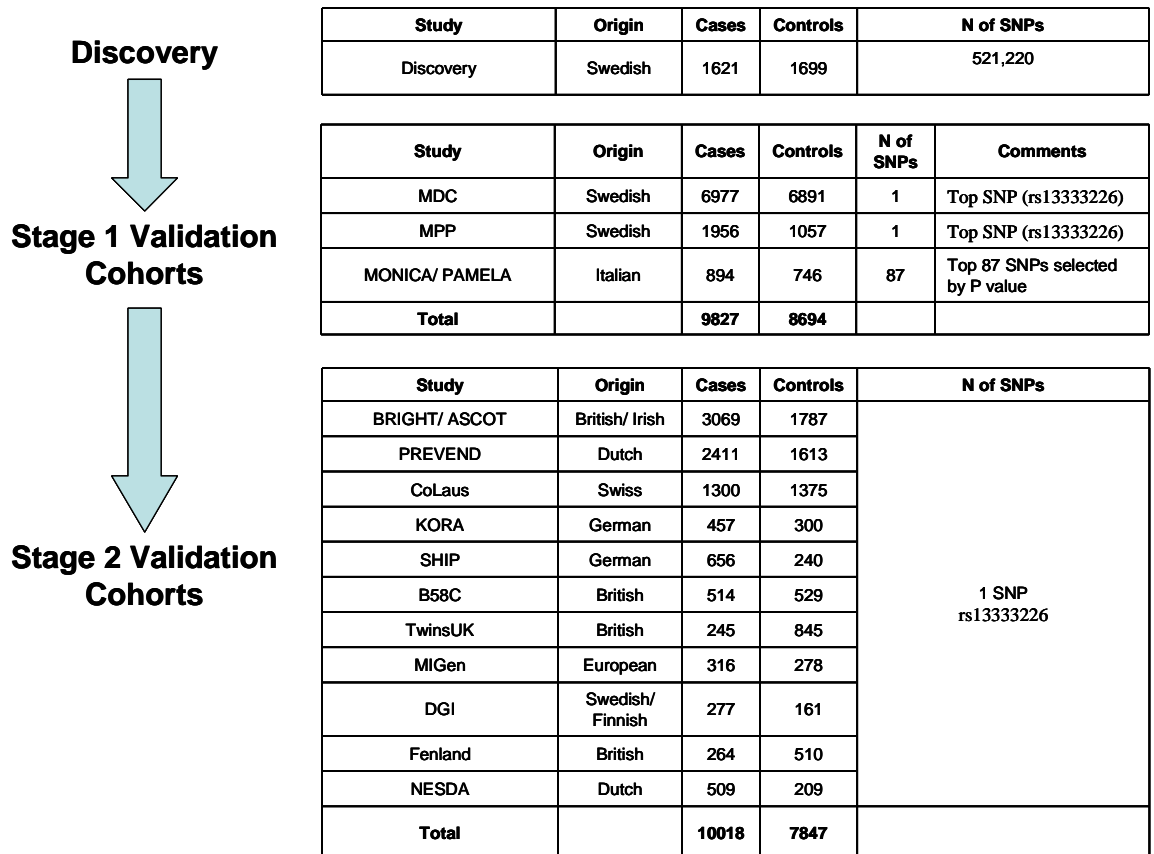 Discovery
Study Origin Cases Controls N of SNPs
Discovery Swedish 1621 1699 521,220
Stage 1 Validation
Cohorts
Study Origin Cases Controls N of SNPs Comments
MDC Swedish 6977 6891 1 Top SNP (rs13333226)
MPP Swedish 1956 1057 1 Top SNP (rs13333226)
MONICA/ PAMELA Italian 894 746 87 Top 87 SNPs selected
by P value
Total 9827 8694
Stage 2 Validation
Cohorts
Study Origin Cases Controls N of SNPs
BRIGHT/ ASCOT British/ Irish 3069 1787
PREVEND Dutch 2411 1613
CoLaus Swiss 1300 1375
KORA German 457 300
SHIP German 656 240
B58C British 514 529
1 SNP
rs13333226
TwinsUK British 245 845
MIGen European 316 278
DGI Swedish/
Finnish 277 161
Fenland British 264 510
NESDA Dutch 509 209
Total 10018 7847